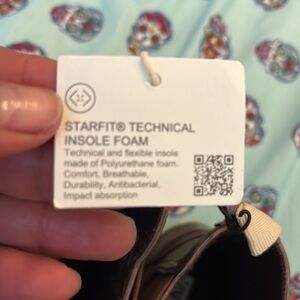 STARFIT® TECHNICAL
INSOLE FOAM
Technical and flexible insole
made of Polyurethane foam.
Comfort, Breathable,
Durability, Antibacterial,
Impact absorption